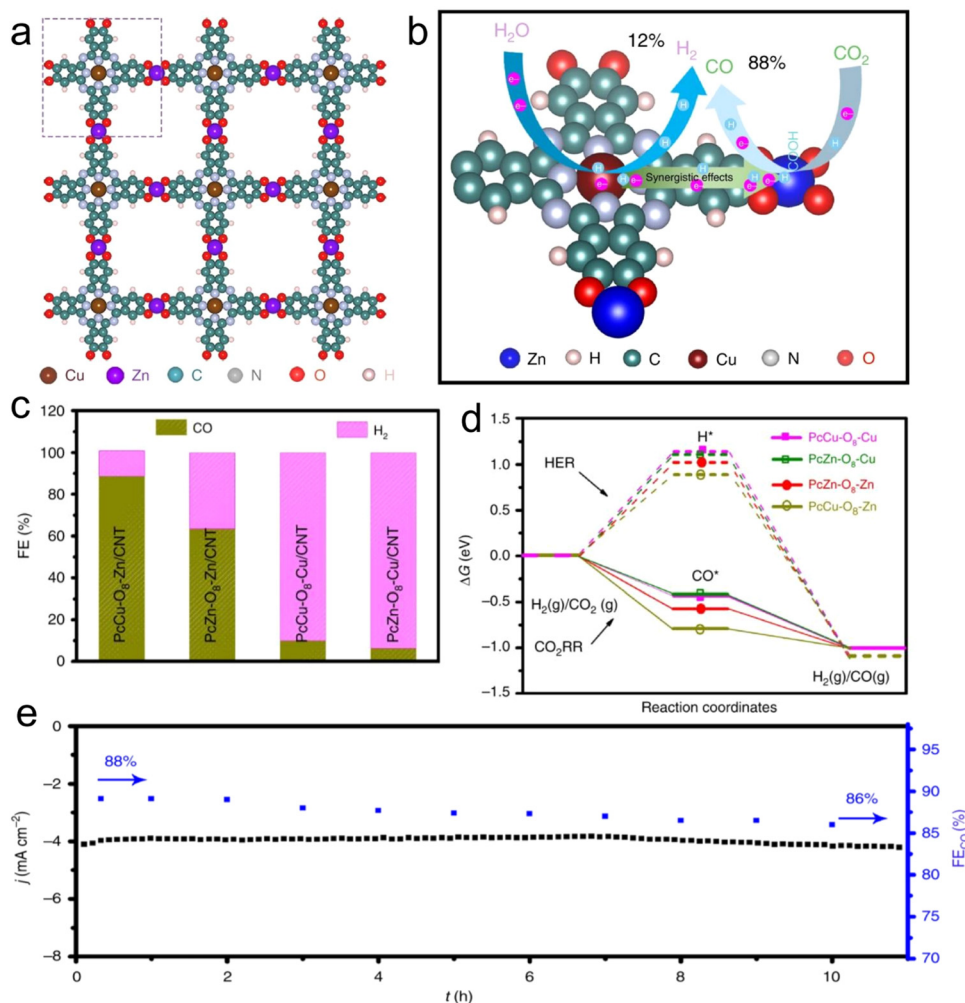 a
Cu Zn C N O H
b
H₂O 12% H₂ CO 88% CO₂
e– e– e– e– e– e– e– e– e–
H H H H H H H H
COOH
Synergistic effects
Zn H C Cu N O
c
CO H₂
FE (%)
120
100
80
60
40
20
0
PcCu-O₈-Zn/CNT
PcZn-O₈-Zn/CNT
PcCu-O₈-Cu/CNT
PcZn-O₈-Cu/CNT
d
ΔG (eV)
1.5
1.0
0.5
0.0
−0.5
−1.0
−1.5
HER
H*
PcCu-O₈-Cu
PcZn-O₈-Cu
PcZn-O₈-Zn
PcCu-O₈-Zn
CO*
H₂(g)/CO₂ (g)
CO₂RR
H₂(g)/CO(g)
Reaction coordinates
e
j (mA cm⁻²)
0
−2
−4
−6
−8
88%
86%
95
90
85
80
75
70
FE_CO (%)
0 2 4 6 8 10
t (h)